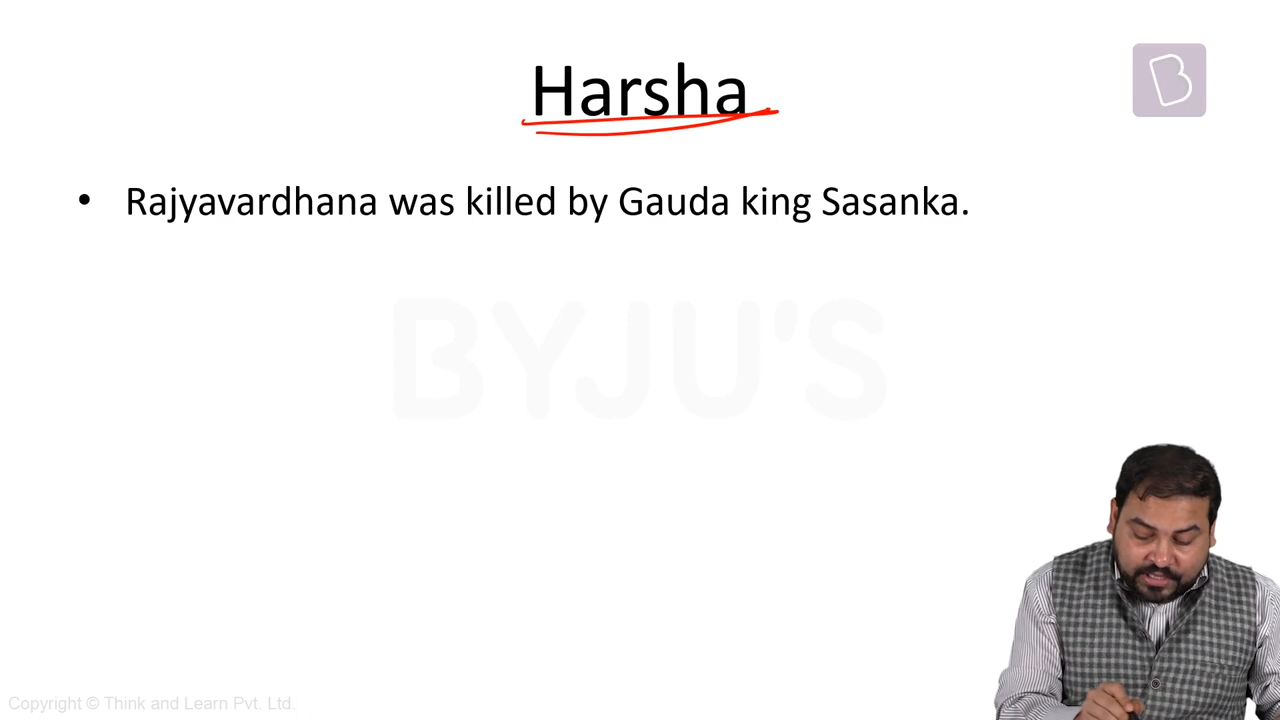 Harsha
• Rajyavardhana was killed by Gauda king Sasanka.
BYJU'S
Copyright © Think and Learn Pvt. Ltd.